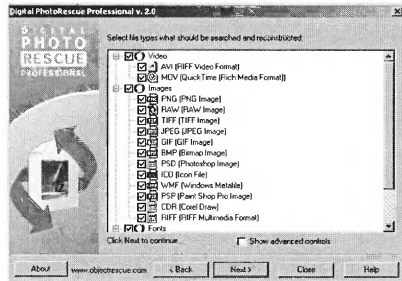 Digital PhotoRescue Professional v. 2.0
DIGITAL
PHOTO
RESCUE
PROFESSIONAL
Select file types what should be searched and reconstructed:
Video
AVI (RIFF Video Format)
MOV (QuickTime (Rich Media Format))
Images
PNG (PNG Image)
RAW (RAW Image)
TIFF (TIFF Image)
JPEG (JPEG Image)
GIF (GIF Image)
BMP (Bitmap Image)
PSD (Photoshop Image)
ICO (Icon File)
WMF (Windows Metafile)
PSP (Paint Shop Pro Image)
CDR (Corel Draw)
RIFF (RIFF Multimedia Format)
Fonts
Click Next to continue...
Show advanced controls
About www.objectrescue.com < Back Next > Close Help